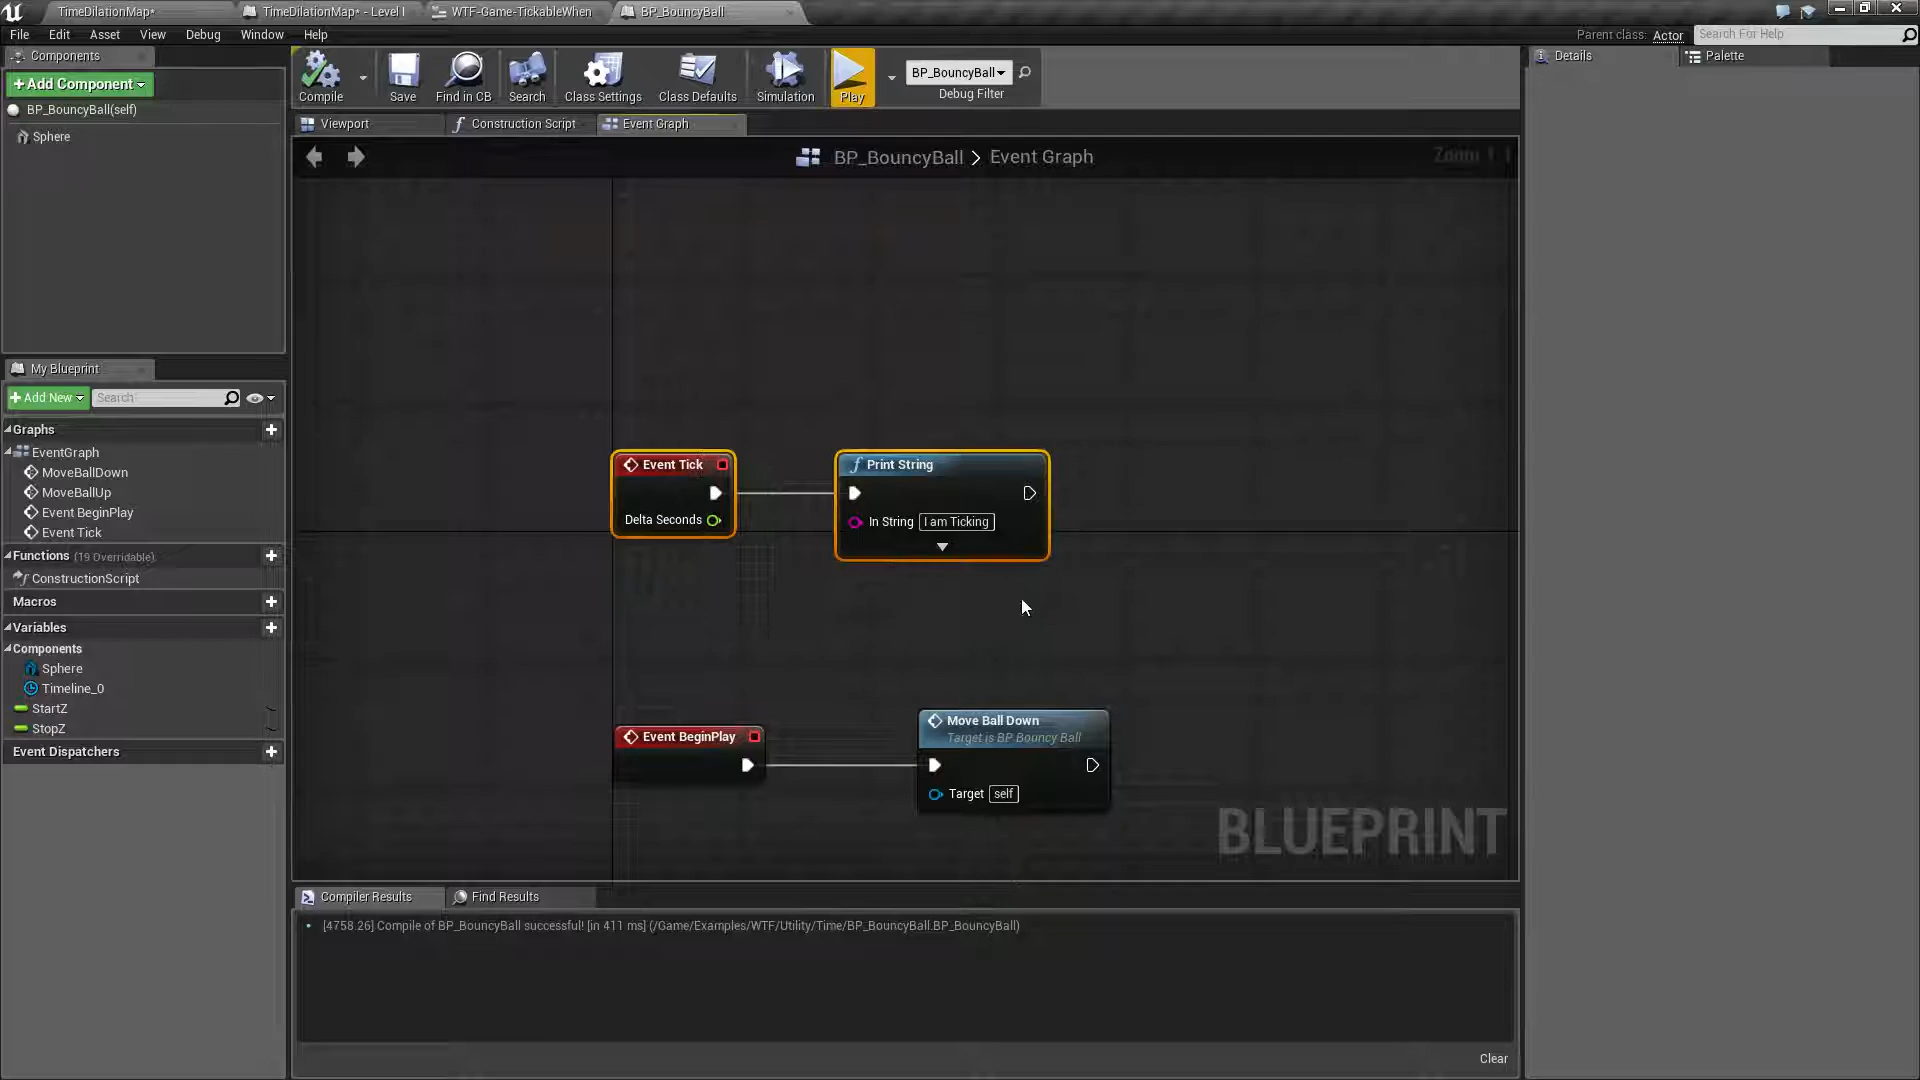 TimeDilationMap*
TimeDilationMap* - Level
WTF-Game-TickableWhen
BP_BouncyBall
File
Edit
Asset
View
Debug
Window
Help
Parent class:
Actor
Search For Help
Components
+Add Component
BP_BouncyBall(self)
Sphere
Compile
Save
Find in CB
Search
Class Settings
Class Defaults
Simulation
Play
BP_BouncyBall
Debug Filter
Details
Palette
Viewport
Construction Script
Event Graph
BP_BouncyBall > Event Graph
Zoom 1:1
Event Tick
Delta Seconds
Print String
In String
I am Ticking
Event BeginPlay
Move Ball Down
Target is BP Bouncy Ball
Target
self
BLUEPRINT
My Blueprint
+Add New
Search
Graphs
EventGraph
MoveBallDown
MoveBallUp
Event BeginPlay
Event Tick
Functions (19 Overridable)
ConstructionScript
Macros
Variables
Components
Sphere
Timeline_0
StartZ
StopZ
Event Dispatchers
Compiler Results
Find Results
[4758.26] Compile of BP_BouncyBall successful! [in 411 ms] (/Game/Examples/WTF/Utility/Time/BP_BouncyBall.BP_BouncyBall)
Clear